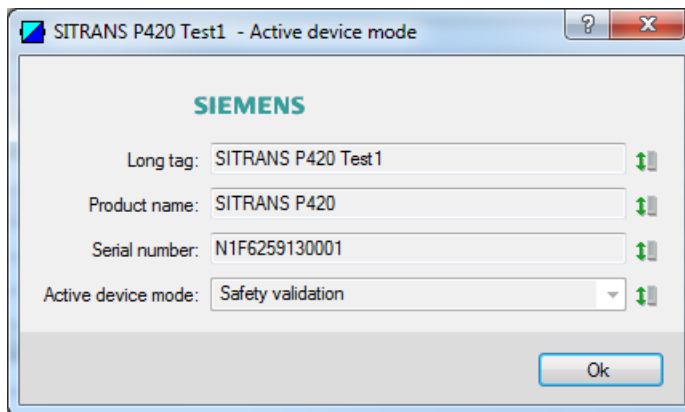 SITRANS P420 Test1 - Active device mode
SIEMENS
Long tag: SITRANS P420 Test1
Product name: SITRANS P420
Serial number: N1F6259130001
Active device mode: Safety validation
Ok